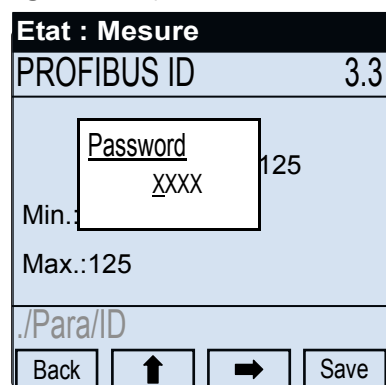 Etat : Mesure
PROFIBUS ID 3.3
Password
XXXX
125
Min.:
Max.:125
./Para/ID
Back Save